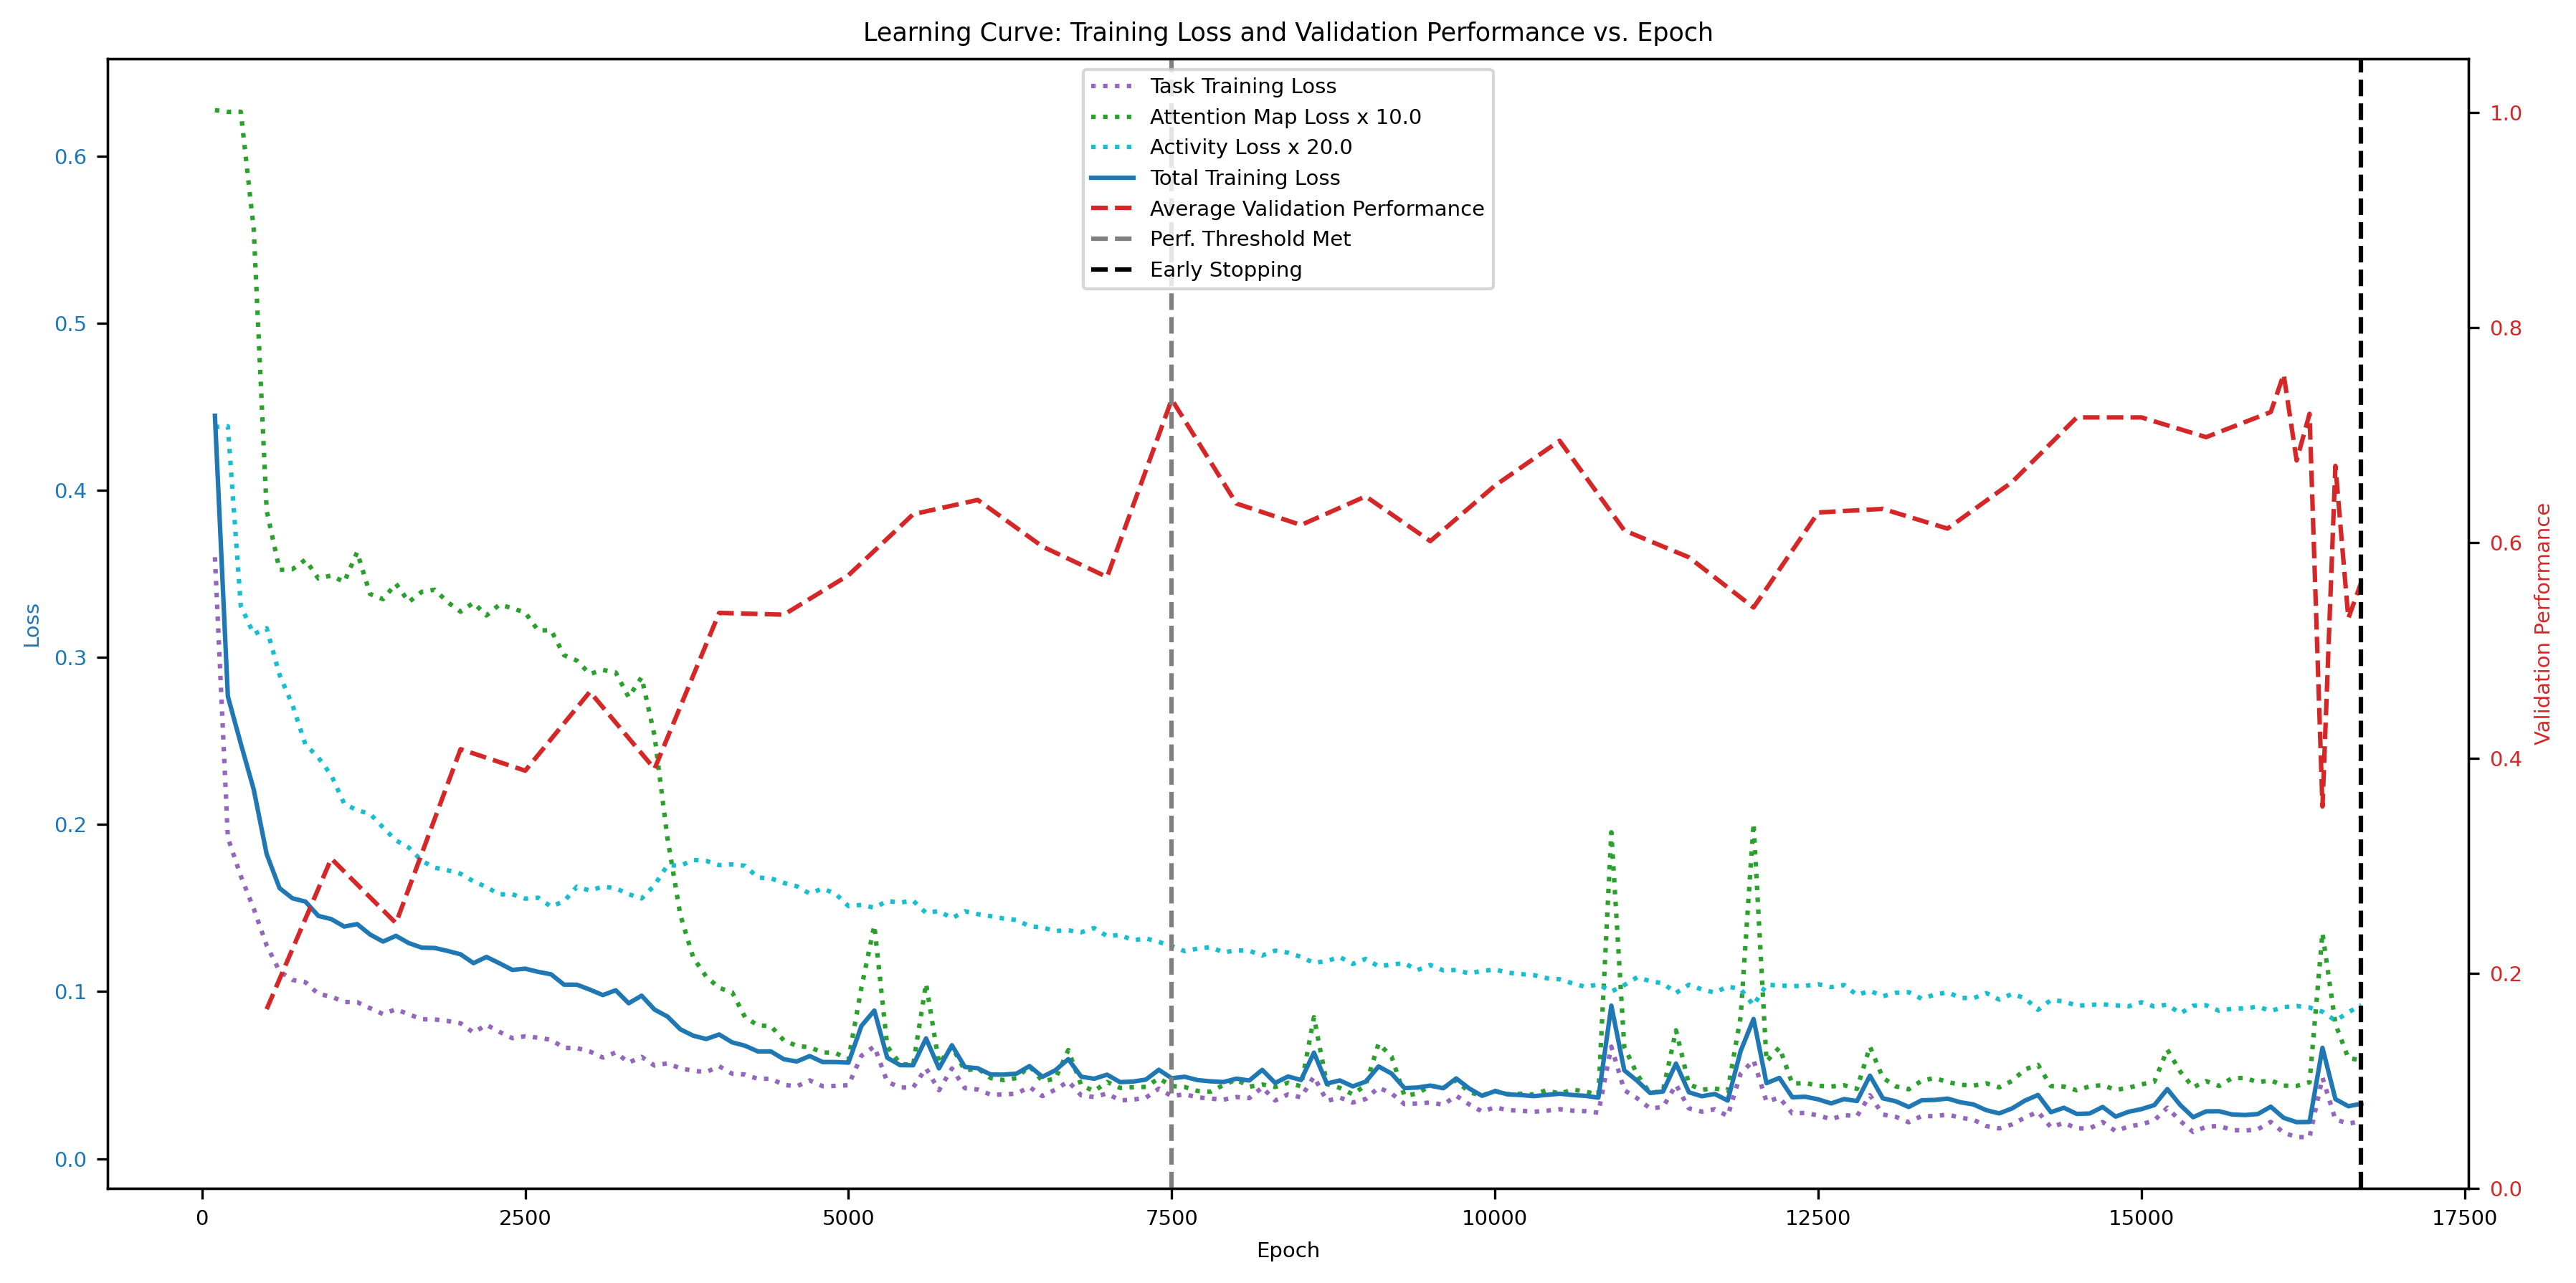 Learning Curve: Training Loss and Validation Performance vs. Epoch
Task Training Loss
Attention Map Loss x 10.0
Activity Loss x 20.0
Total Training Loss
Average Validation Performance
Perf. Threshold Met
Early Stopping
0.6
0.5
0.4
0.3
0.2
0.1
0.0
Loss
1.0
0.8
0.6
0.4
0.2
0.0
Validation Performance
0 2500 5000 7500 10000 12500 15000 17500
Epoch